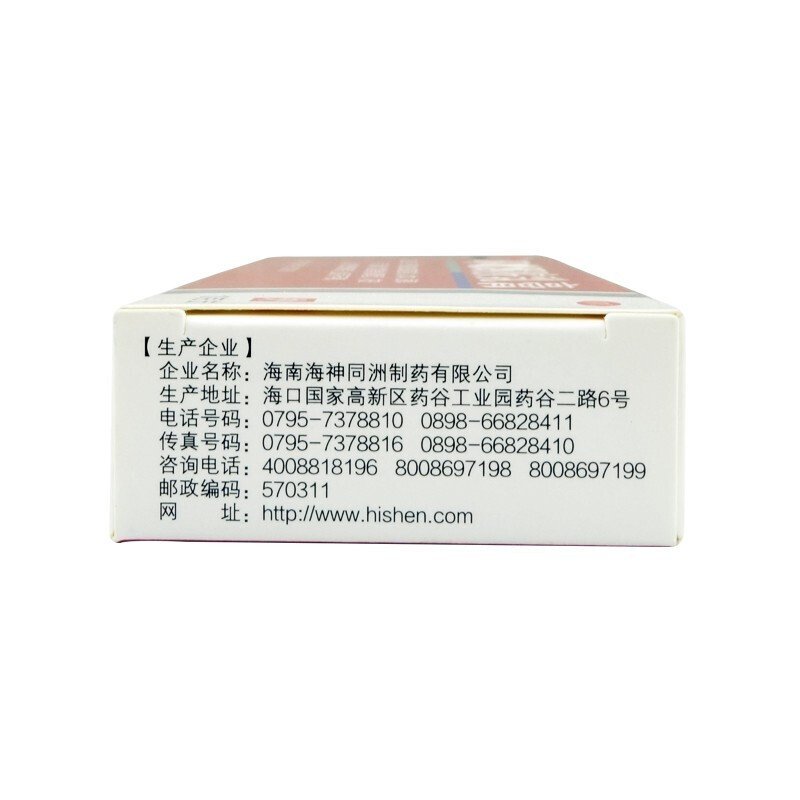 【生产企业】
企业名称：海南海神同洲制药有限公司
生产地址：海口国家高新区药谷工业园药谷二路6号
电话号码：0795-7378810 0898-66828411
传真号码：0795-7378816 0898-66828410
咨询电话：4008818196 8008697198 8008697199
邮政编码：570311
网　　址：http://www.hishen.com